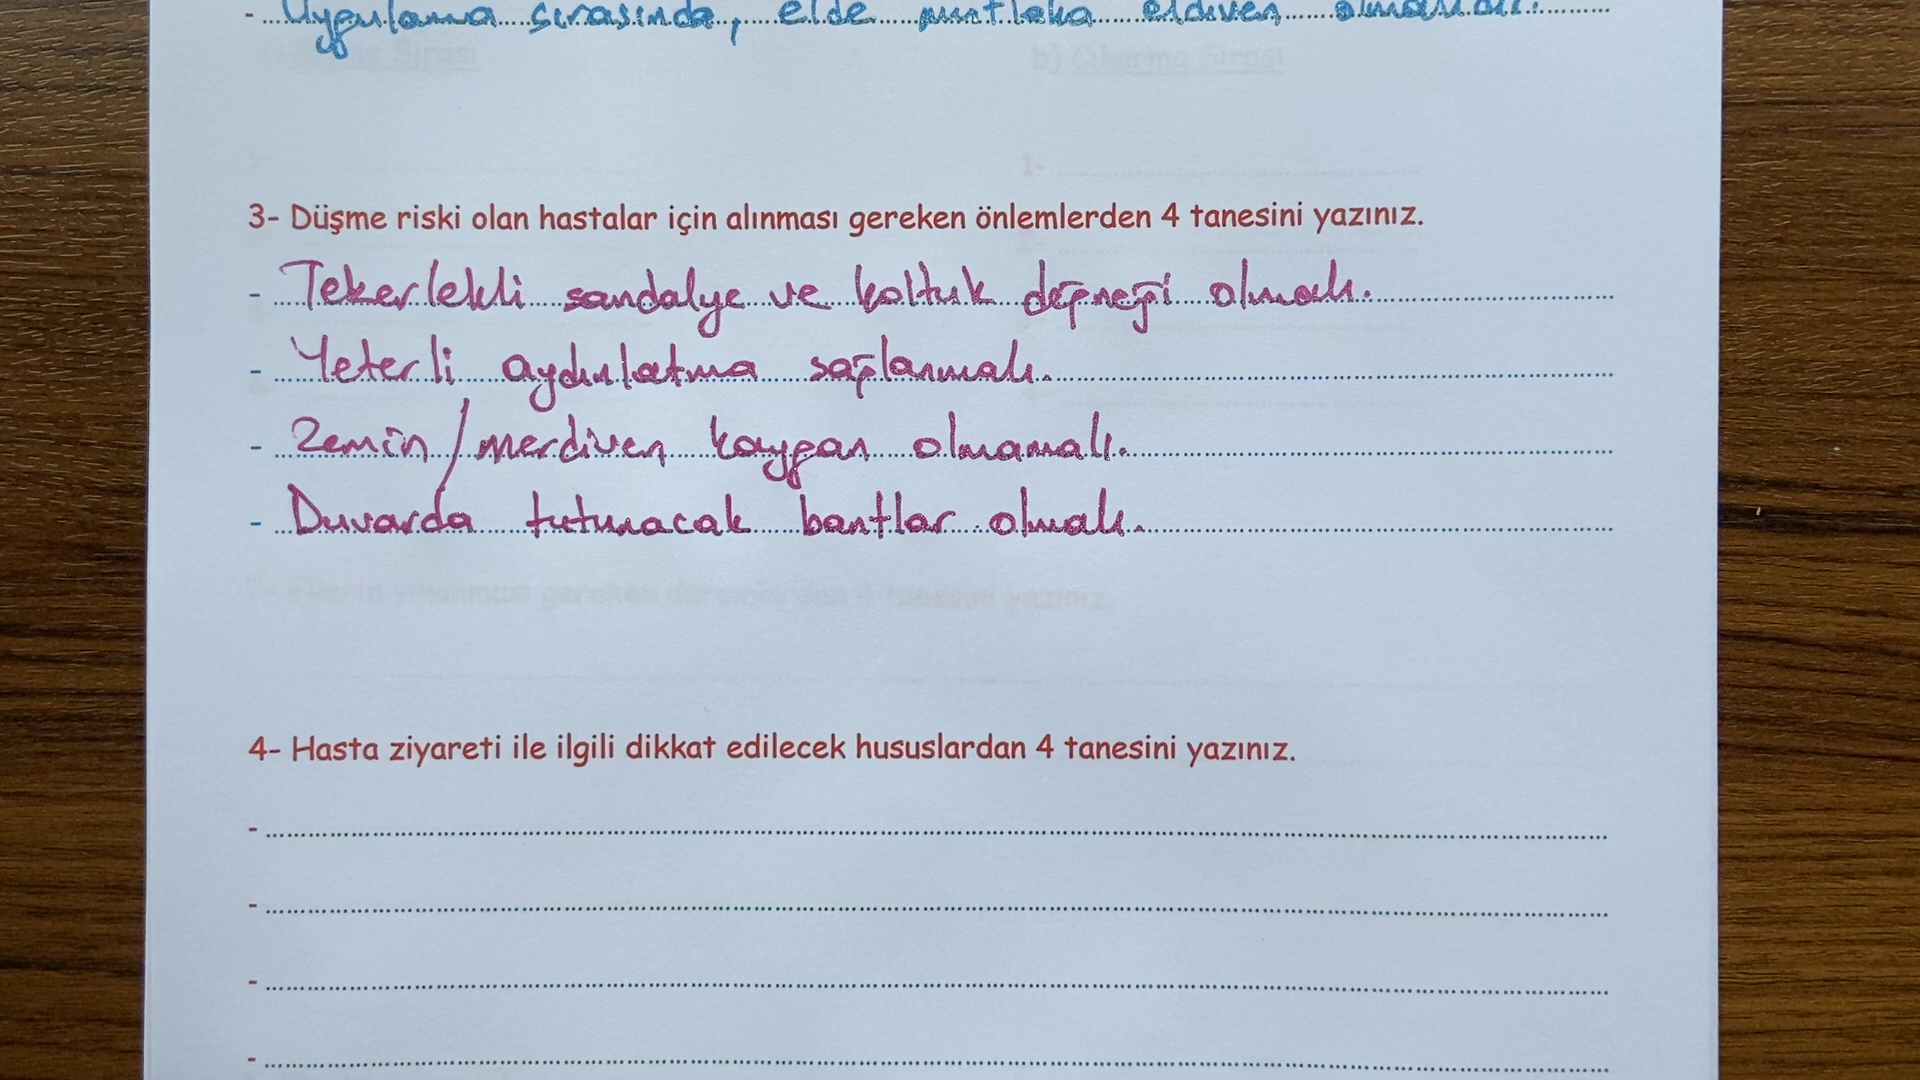 - Uygulama sırasında, elde mutlaka eldiven olmamalı.
3- Düşme riski olan hastalar için alınması gereken önlemlerden 4 tanesini yazınız.
- Tekerlekli sandalye ve koltuk değneği olmalı.
- Yeterli aydınlatma sağlanmalı.
- Zemin/merdiven kaygan olmamalı.
- Duvarda tutunacak bantlar olmalı.
4- Hasta ziyareti ile ilgili dikkat edilecek hususlardan 4 tanesini yazınız.
-
-
-
-